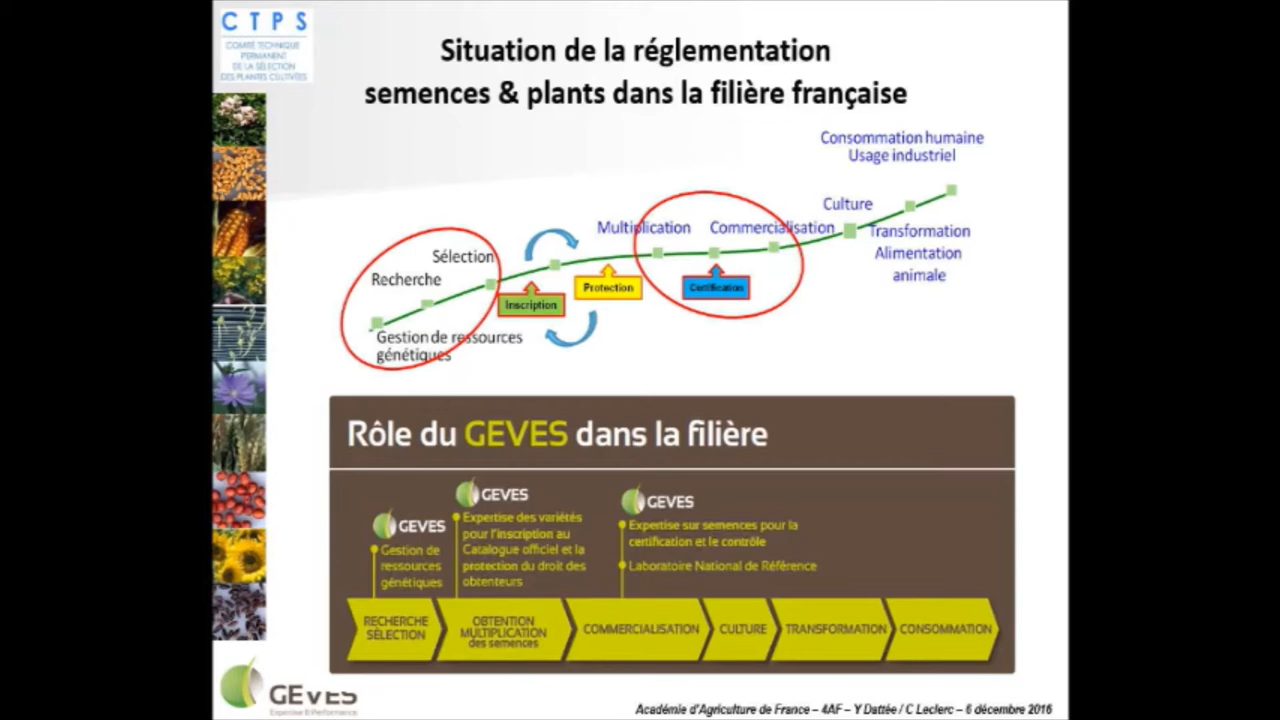 C T P S
COMITÉ TECHNIQUE
PERMANENT
DE LA SÉLECTION
DES PLANTES CULTIVÉES
Situation de la réglementation
semences & plants dans la filière française
Consommation humaine
Usage industriel
Culture
Multiplication
Commercialisation
Transformation
Alimentation
animale
Sélection
Recherche
Protection
Certification
Inscription
Gestion de ressources
génétiques
Rôle du GEVES dans la filière
GEVES
Gestion de
ressources
génétiques
GEVES
Expertise des variétés
pour l'inscription au
Catalogue officiel et la
protection du droit des
obtenteurs
GEVES
Expertise sur semences pour la
certification et le contrôle
Laboratoire National de Référence
RECHERCHE
SÉLECTION
OBTENTION
MULTIPLICATION
des semences
COMMERCIALISATION
CULTURE
TRANSFORMATION
CONSOMMATION
GEVES
Expertise & Performance
Académie d'Agriculture de France – 4AF – Y Dattée / C Leclerc – 6 décembre 2016